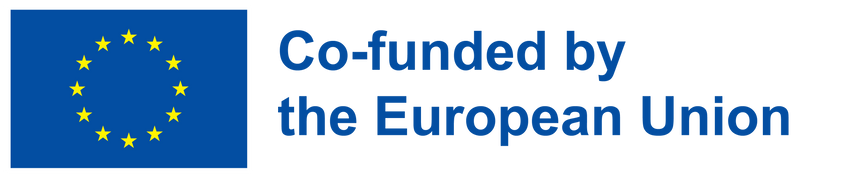 Co-funded by
the European Union